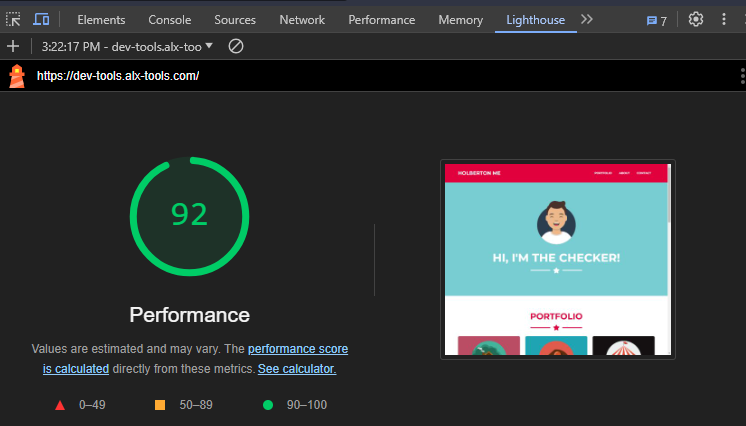 Elements Console Sources Network Performance Memory Lighthouse 7
3:22:17 PM - dev-tools.alx-too
https://dev-tools.alx-tools.com/
92
Performance
Values are estimated and may vary. The performance score
is calculated directly from these metrics. See calculator.
0–49 50–89 90–100
HOLBERTON ME PORTFOLIO ABOUT CONTACT
HI, I'M THE CHECKER!
PORTFOLIO